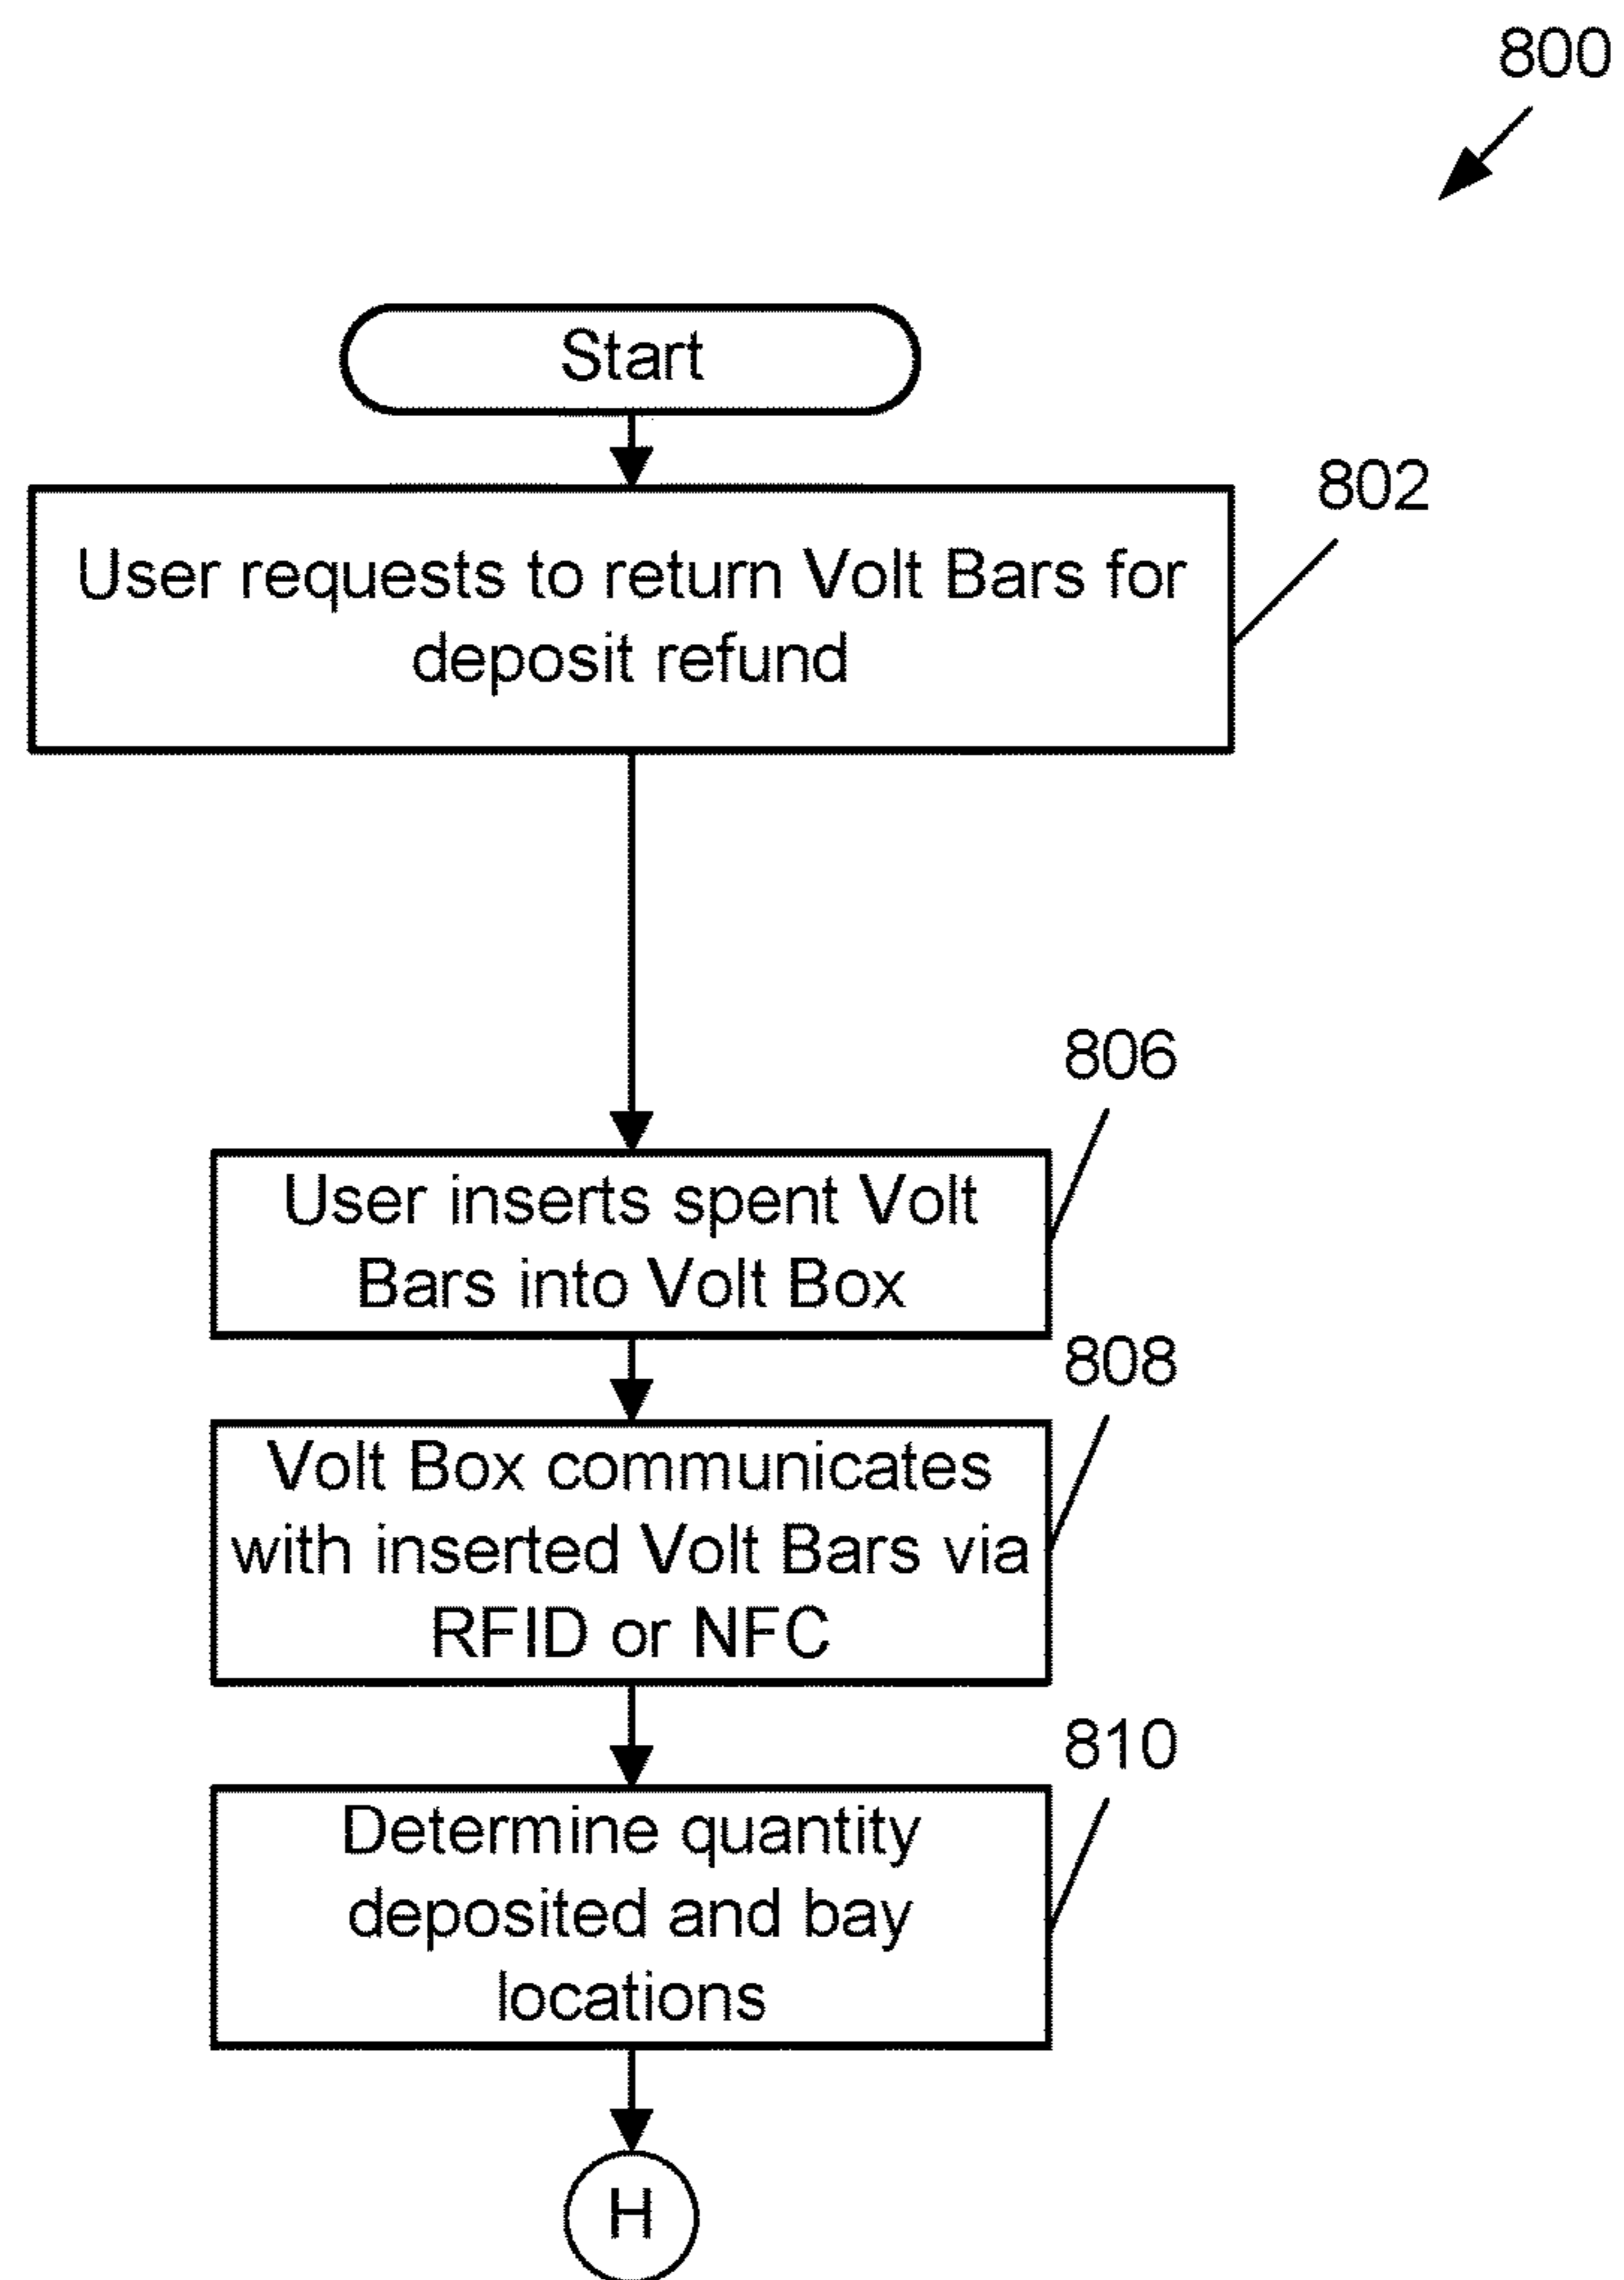 800
Start
802
User requests to return Volt Bars for
deposit refund
806
User inserts spent Volt
Bars into Volt Box
808
Volt Box communicates
with inserted Volt Bars via
RFID or NFC
810
Determine quantity
deposited and bay
locations
H